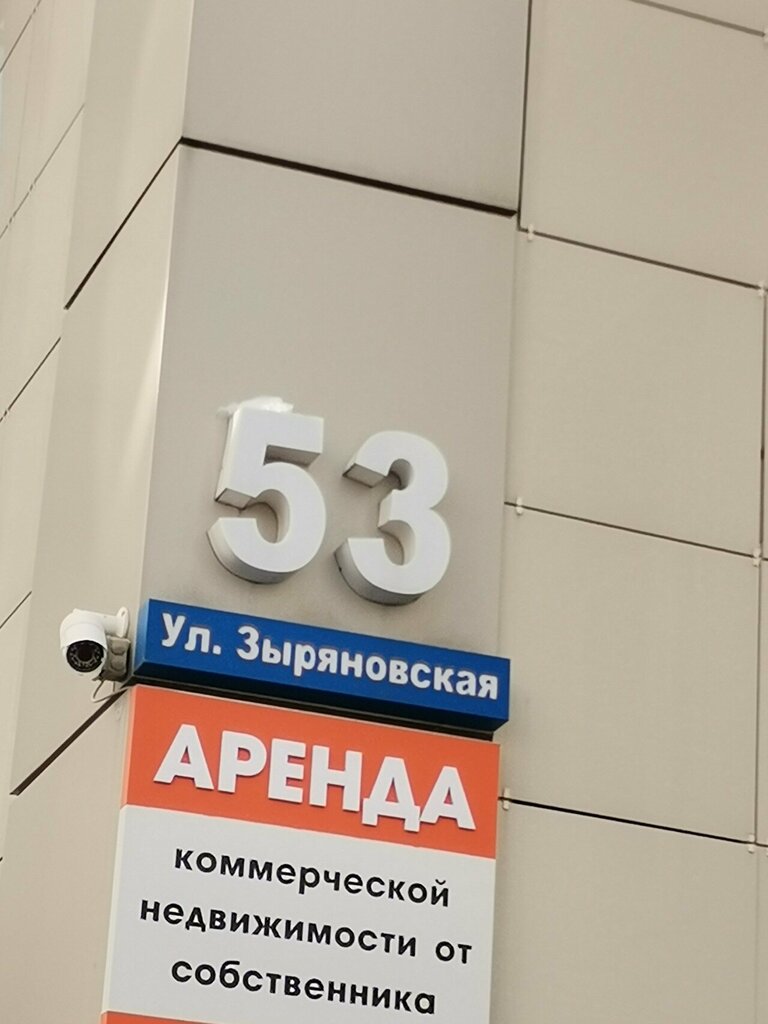 53
Ул. Зыряновская
АРЕНДА
коммерческой
недвижимости от
собственника